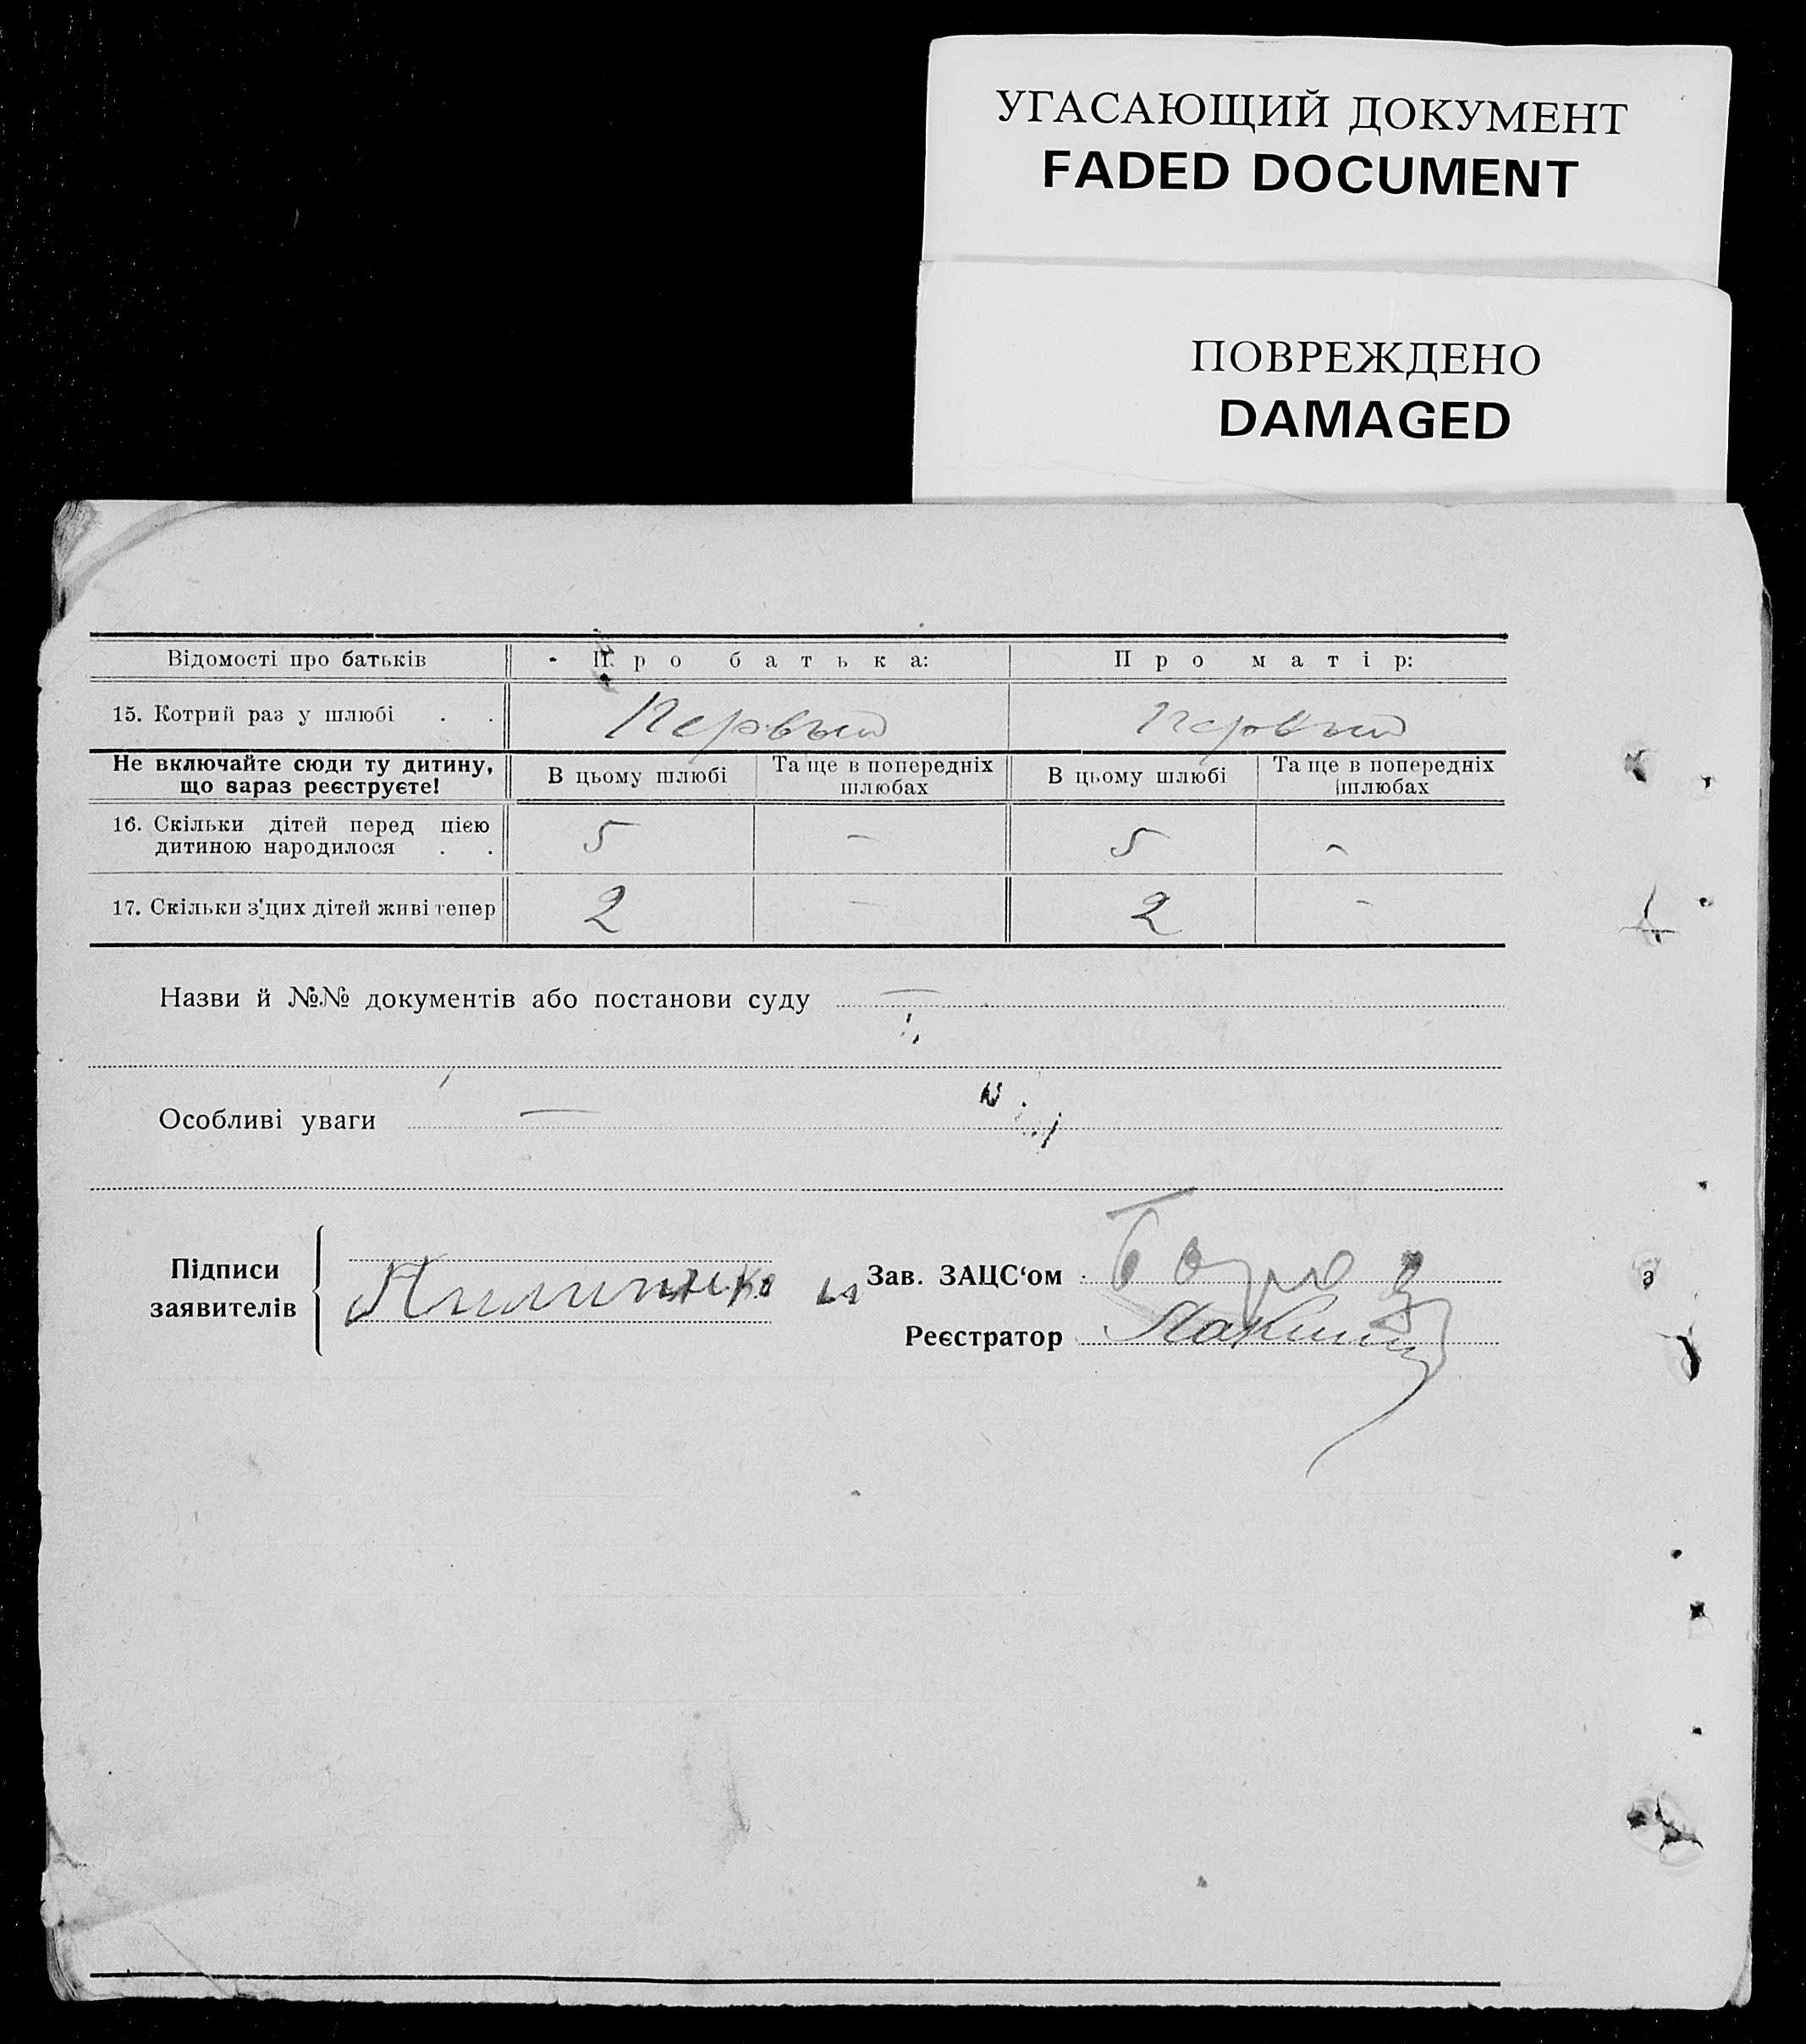 УГАСАЮЩИЙ ДОКУМЕНТ
FADED DOCUMENT
ПОВРЕЖДЕНО
DAMAGED
Відомості про батьків Про батька: Про матір:
15. Котрий раз у шлюбі . . Первый Первый
Не включайте сюди ту дитину, В цьому шлюбі Та ще в попередніх В цьому шлюбі Та ще в попередніх
що зараз реєструєте! шлюбах шлюбах
16. Скільки дітей перед цією 5 – 5 –
дитиною народилося . .
17. Скільки з'цих дітей живі тепер 2 – 2 –
Назви й №№ документів або постанови суду —
Особливі уваги —
Підписи
заявителів
Зав. ЗАЦС‘ом
Реєстратор